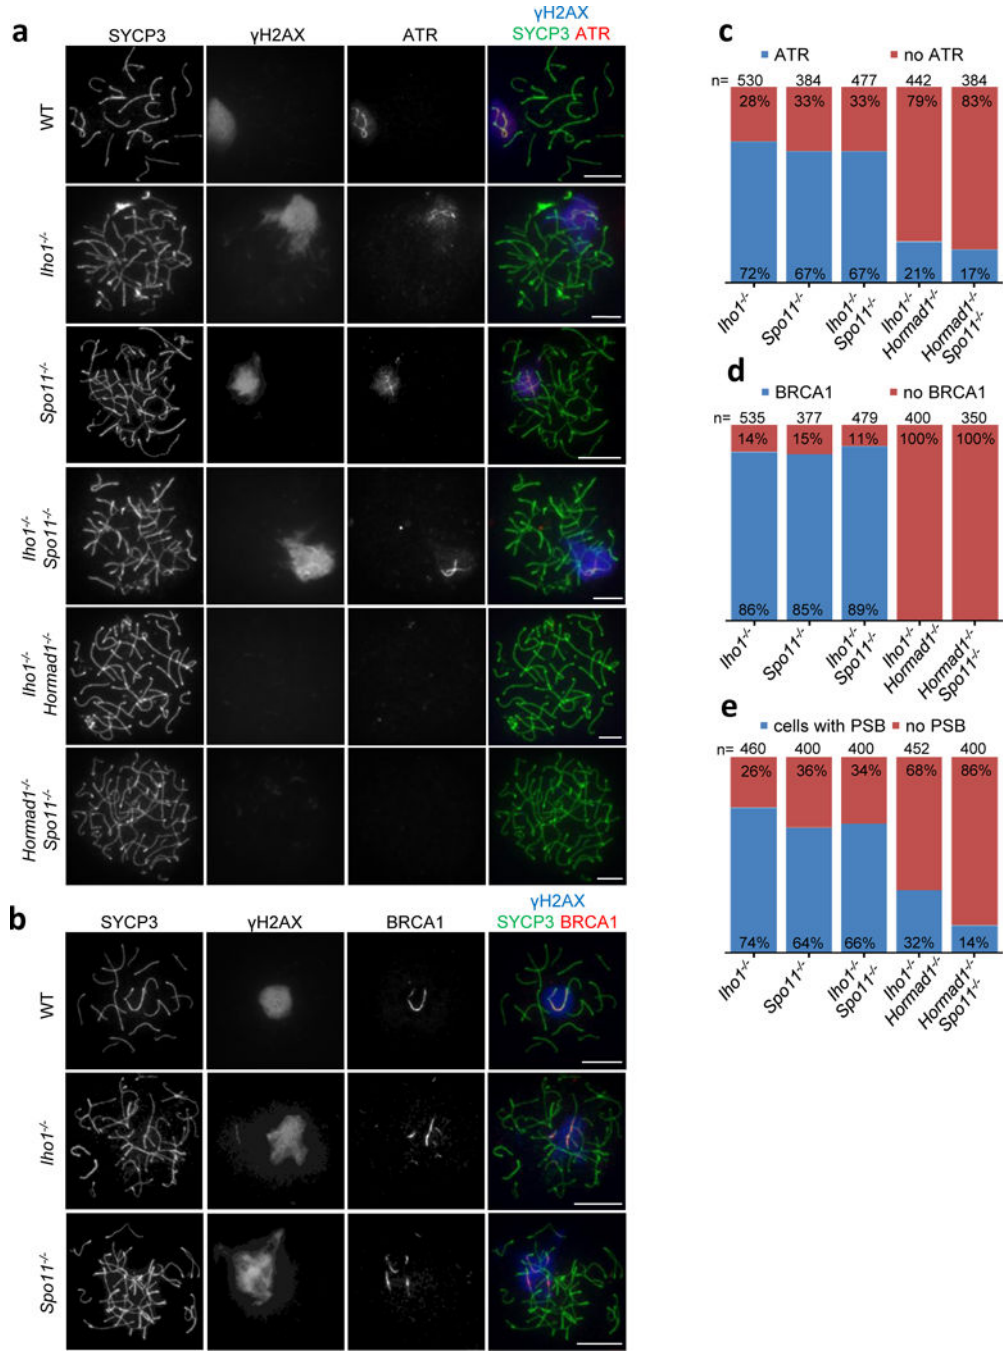 a
γH2AX
SYCP3 γH2AX ATR SYCP3 ATR
WT
Iho1-/-
Spo11-/-
Iho1-/-
Spo11-/-
Iho1-/-
Hormad1-/-
Hormad1-/-
Spo11-/-
b
γH2AX
SYCP3 γH2AX BRCA1 SYCP3 BRCA1
WT
Iho1-/-
Spo11-/-
c
ATR no ATR
n= 530 384 477 442 384
28% 33% 33% 79% 83%
72% 67% 67% 21% 17%
Iho1-/-
Spo11-/-
Iho1-/-
Spo11-/-
Iho1-/-
Hormad1-/-
Hormad1-/-
Spo11-/-
d
BRCA1 no BRCA1
n= 535 377 479 400 350
14% 15% 11% 100% 100%
86% 85% 89%
Iho1-/-
Spo11-/-
Iho1-/-
Spo11-/-
Iho1-/-
Hormad1-/-
Hormad1-/-
Spo11-/-
e
cells with PSB no PSB
n= 460 400 400 452 400
26% 36% 34% 68% 86%
74% 64% 66% 32% 14%
Iho1-/-
Spo11-/-
Iho1-/-
Spo11-/-
Iho1-/-
Hormad1-/-
Hormad1-/-
Spo11-/-